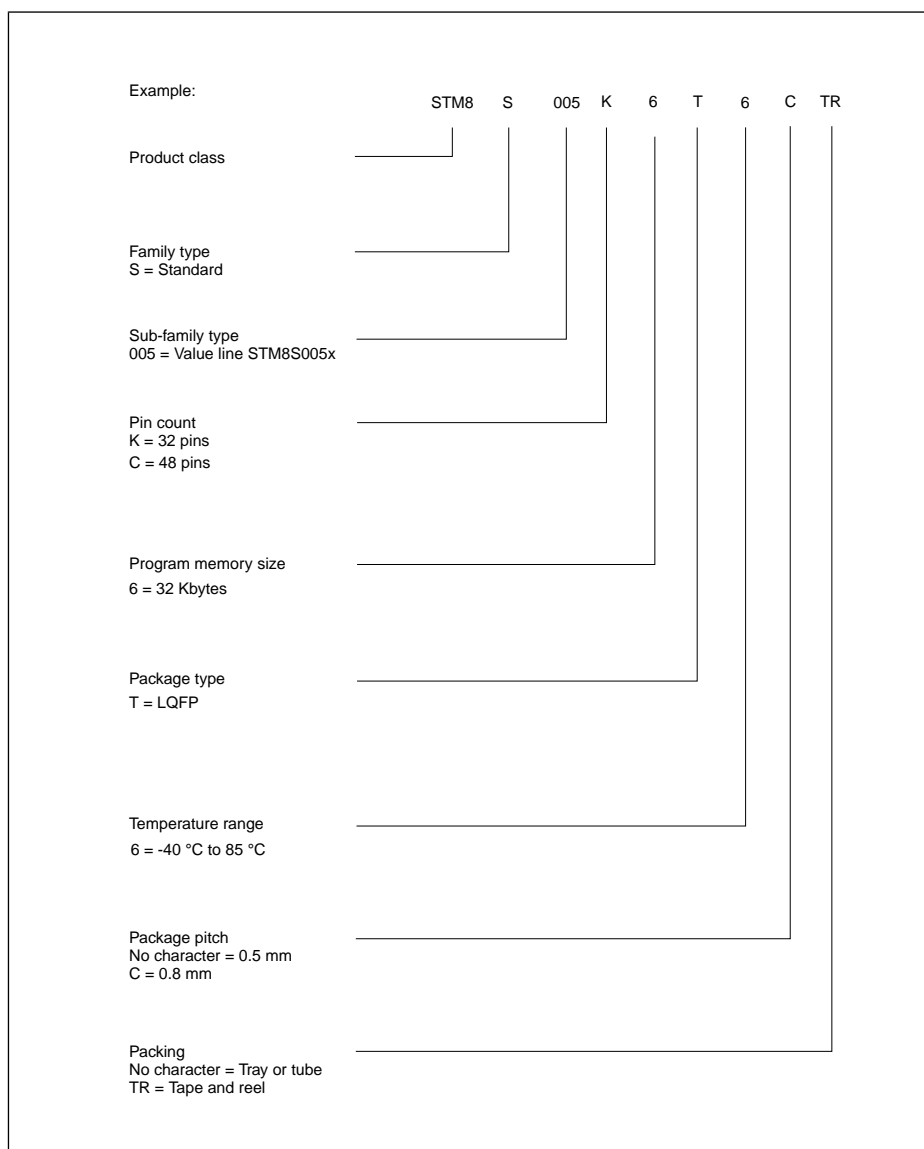 Example:
STM8 S 005 K 6 T 6 C TR
Product class
Family type
S = Standard
Sub-family type
005 = Value line STM8S005x
Pin count
K = 32 pins
C = 48 pins
Program memory size
6 = 32 Kbytes
Package type
T = LQFP
Temperature range
6 = -40 °C to 85 °C
Package pitch
No character = 0.5 mm
C = 0.8 mm
Packing
No character = Tray or tube
TR = Tape and reel